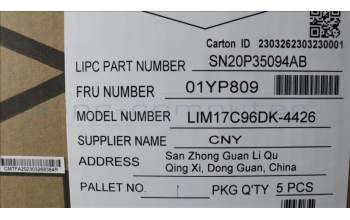 Carton ID 2303262303230001
LIPC PART NUMBER SN20P35094AB
FRU NUMBER 01YP809
MODEL NUMBER LIM17C96DK-4426
SUPPLIER NAME CNY
ADDRESS San Zhong Guan Li Qu
Qing Xi, Dong Guan, China
PALLET NO. PKG Q'TY 5 PCS